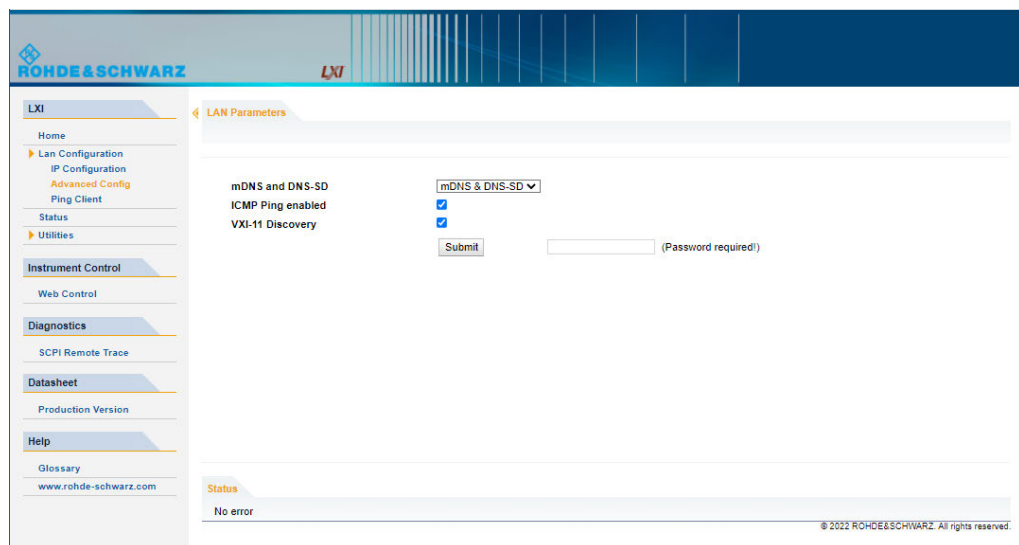 ROHDE&SCHWARZ
LXI
LXI
Home
Lan Configuration
IP Configuration
Advanced Config
Ping Client
Status
Utilities
Instrument Control
Web Control
Diagnostics
SCPI Remote Trace
Datasheet
Production Version
Help
Glossary
www.rohde-schwarz.com
LAN Parameters
mDNS and DNS-SD mDNS & DNS-SD
ICMP Ping enabled
VXI-11 Discovery
Submit (Password required!)
Status
No error
© 2022 ROHDE&SCHWARZ. All rights reserved.